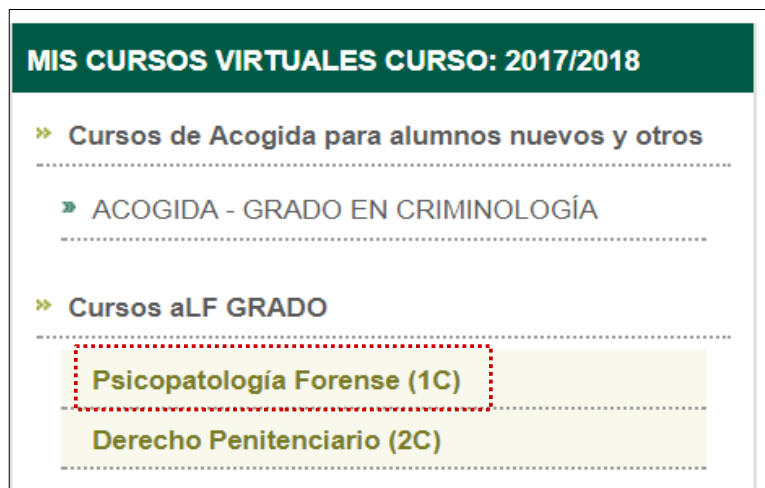 MIS CURSOS VIRTUALES CURSO: 2017/2018
» Cursos de Acogida para alumnos nuevos y otros
» ACOGIDA - GRADO EN CRIMINOLOGÍA
» Cursos aLF GRADO
Psicopatología Forense (1C)
Derecho Penitenciario (2C)